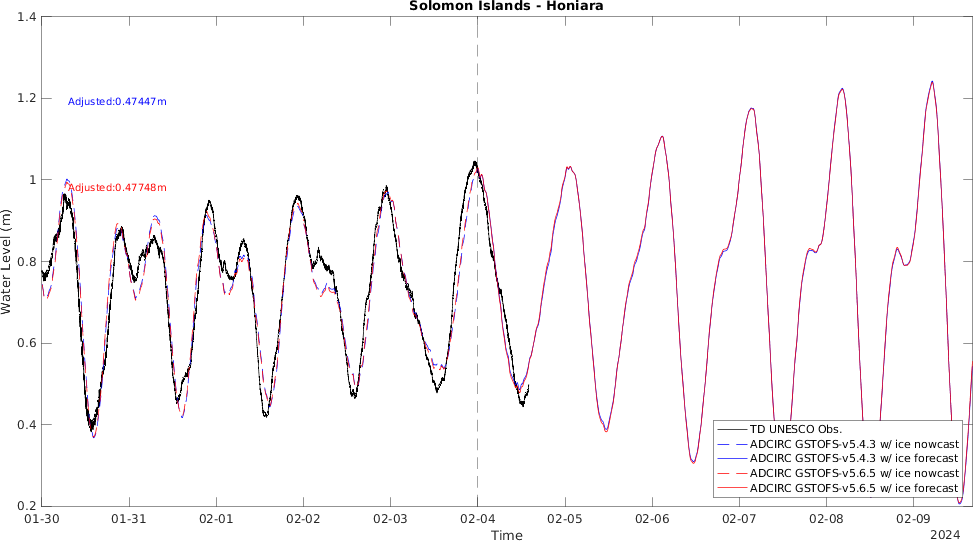 Solomon Islands - Honiara
1.4
1.2
1
0.8
0.6
0.4
0.2
Water Level (m)
Adjusted:0.47447m
Adjusted:0.47748m
TD UNESCO Obs.
ADCIRC GSTOFS-v5.4.3 w/ ice nowcast
ADCIRC GSTOFS-v5.4.3 w/ ice forecast
ADCIRC GSTOFS-v5.6.5 w/ ice nowcast
ADCIRC GSTOFS-v5.6.5 w/ ice forecast
01-30 01-31 02-01 02-02 02-03 02-04 02-05 02-06 02-07 02-08 02-09
2024
Time